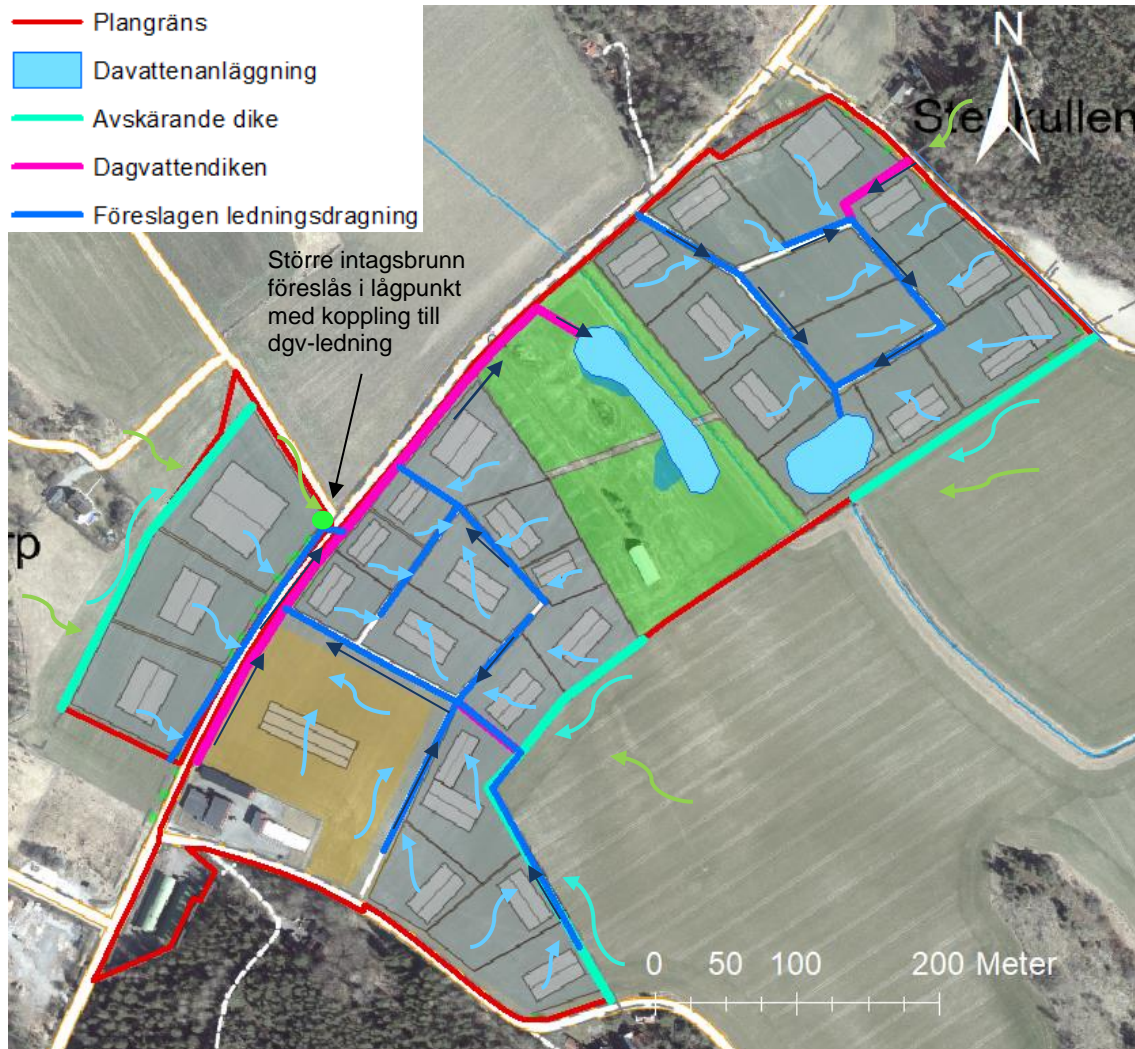 Plangräns
Davattenanläggning
Avskärande dike
Dagvattendiken
Föreslagen ledningsdragning
N
Större intagsbrunn
föreslås i lågpunkt
med koppling till
dgv-ledning
rp
0 50 100 200 Meter